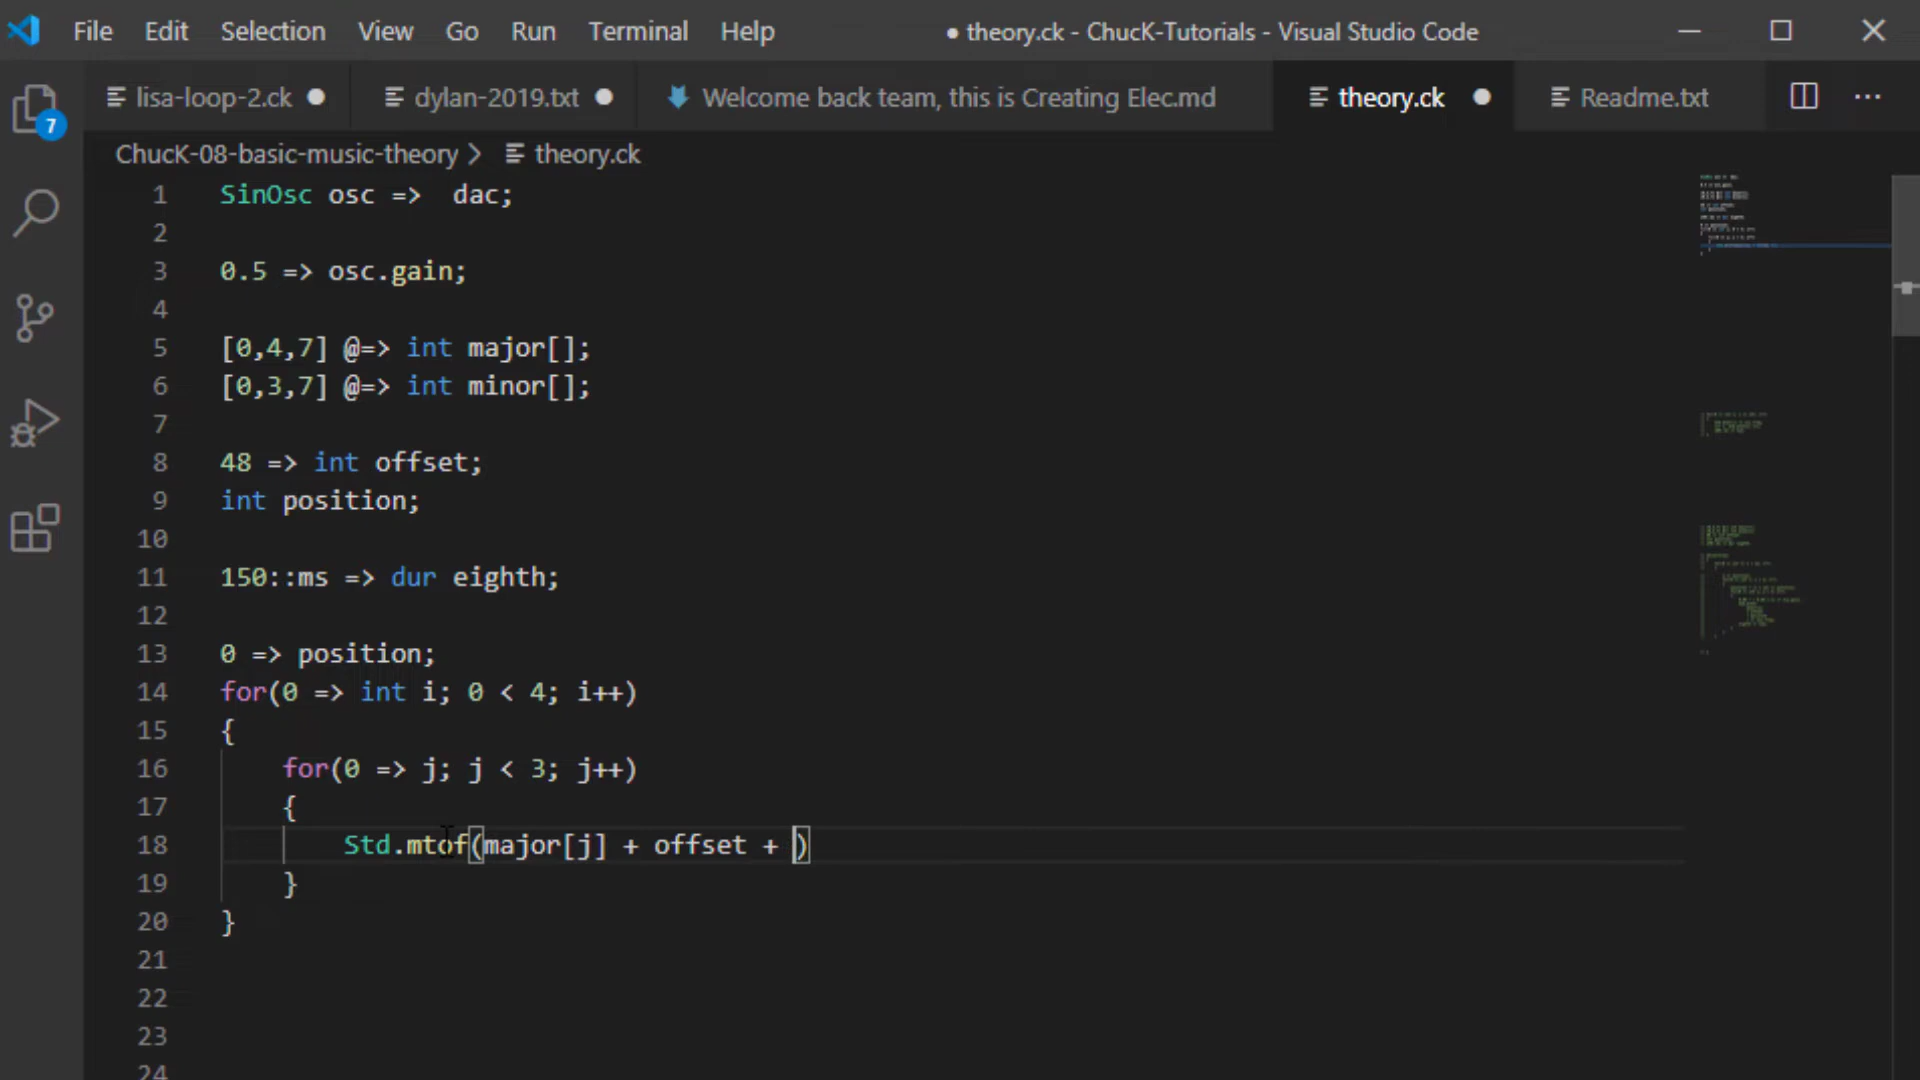 File Edit Selection View Go Run Terminal Help ● theory.ck - ChucK-Tutorials - Visual Studio Code
lisa-loop-2.ck ● dylan-2019.txt ● Welcome back team, this is Creating Elec.md theory.ck ● Readme.txt ···
7
ChucK-08-basic-music-theory > theory.ck
1 SinOsc osc =>  dac;
2
3 0.5 => osc.gain;
4
5 [0,4,7] @=> int major[];
6 [0,3,7] @=> int minor[];
7
8 48 => int offset;
9 int position;
10
11 150::ms => dur eighth;
12
13 0 => position;
14 for(0 => int i; 0 < 4; i++)
15 {
16     for(0 => j; j < 3; j++)
17     {
18         Std.mtof(major[j] + offset + )
19     }
20 }
21
22
23
24